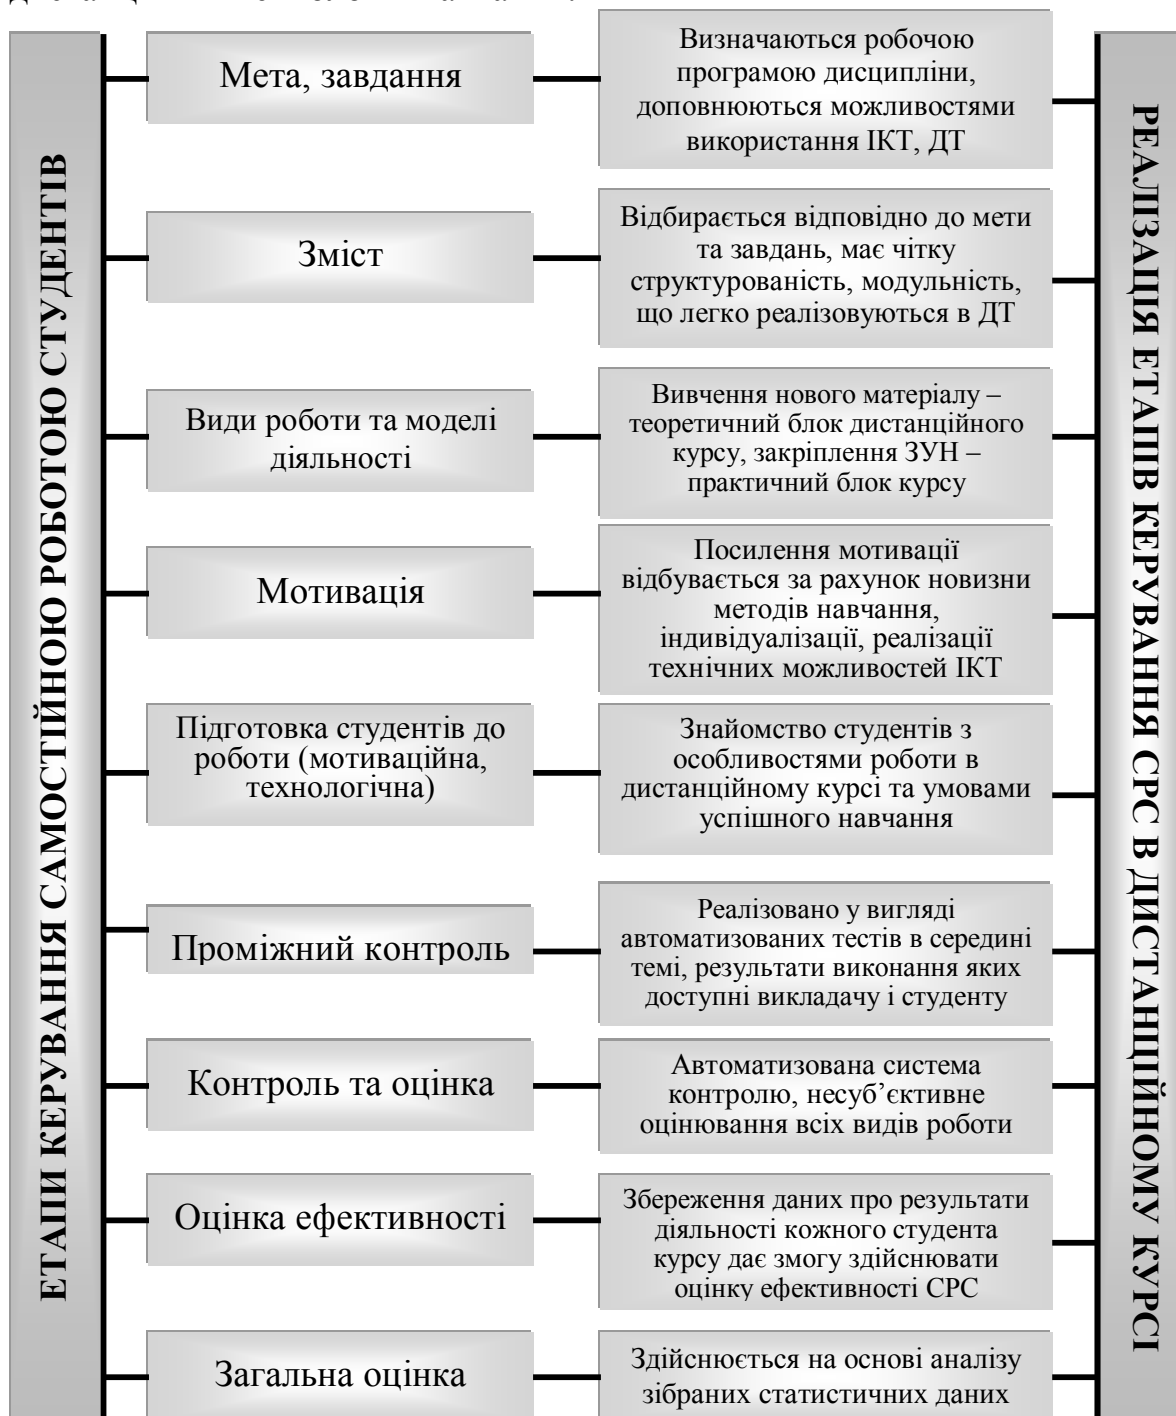 ЕТАПИ КЕРУВАННЯ САМОСТІЙНОЮ РОБОТОЮ СТУДЕНТІВ
Мета, завдання
Визначаються робочою
програмою дисципліни,
доповнюються можливостями
використання ІКТ, ДТ
Зміст
Відбирається відповідно до мети
та завдань, має чітку
структурованість, модульність,
що легко реалізовуються в ДТ
Види роботи та моделі
діяльності
Вивчення нового матеріалу –
теоретичний блок дистанційного
курсу, закріплення ЗУН –
практичний блок курсу
Мотивація
Посилення мотивації
відбувається за рахунок новизни
методів навчання,
індивідуалізації, реалізації
технічних можливостей ІКТ
Підготовка студентів до
роботи (мотиваційна,
технологічна)
Знайомство студентів з
особливостями роботи в
дистанційному курсі та умовами
успішного навчання
Проміжний контроль
Реалізовано у вигляді
автоматизованих тестів в середині
темі, результати виконання яких
доступні викладачу і студенту
Контроль та оцінка
Автоматизована система
контролю, несуб’єктивне
оцінювання всіх видів роботи
Оцінка ефективності
Збереження даних про результати
діяльності кожного студента
курсу дає змогу здійснювати
оцінку ефективності СРС
Загальна оцінка
Здійснюється на основі аналізу
зібраних статистичних даних
РЕАЛІЗАЦІЯ ЕТАПІВ КЕРУВАННЯ СРС В ДИСТАНЦІЙНОМУ КУРСІ